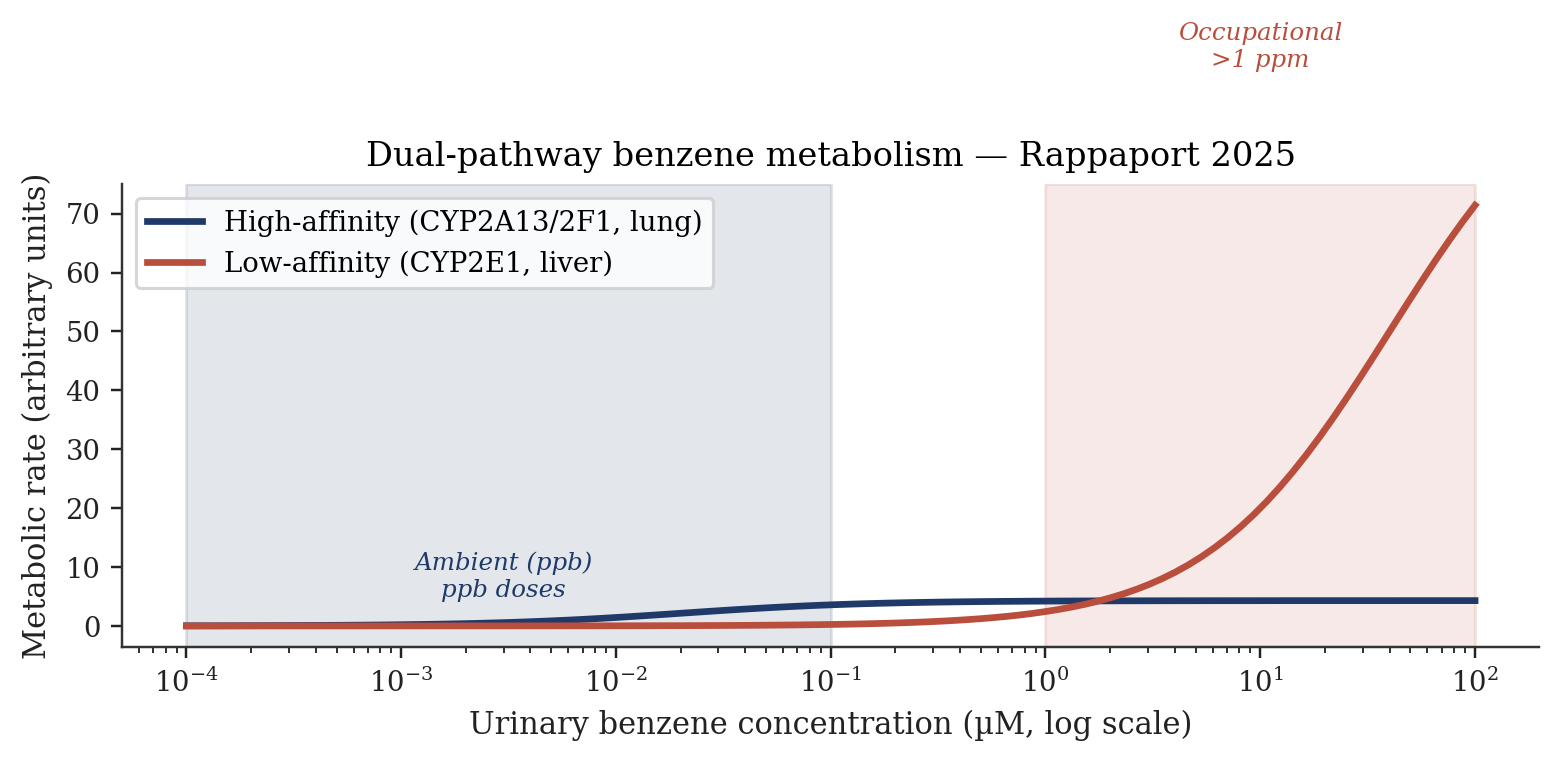 Occupational
>1 ppm
Dual-pathway benzene metabolism — Rappaport 2025
High-affinity (CYP2A13/2F1, lung)
Low-affinity (CYP2E1, liver)
Metabolic rate (arbitrary units)
70
60
50
40
30
20
10
0
Ambient (ppb)
ppb doses
10⁻⁴ 10⁻³ 10⁻² 10⁻¹ 10⁰ 10¹ 10²
Urinary benzene concentration (µM, log scale)